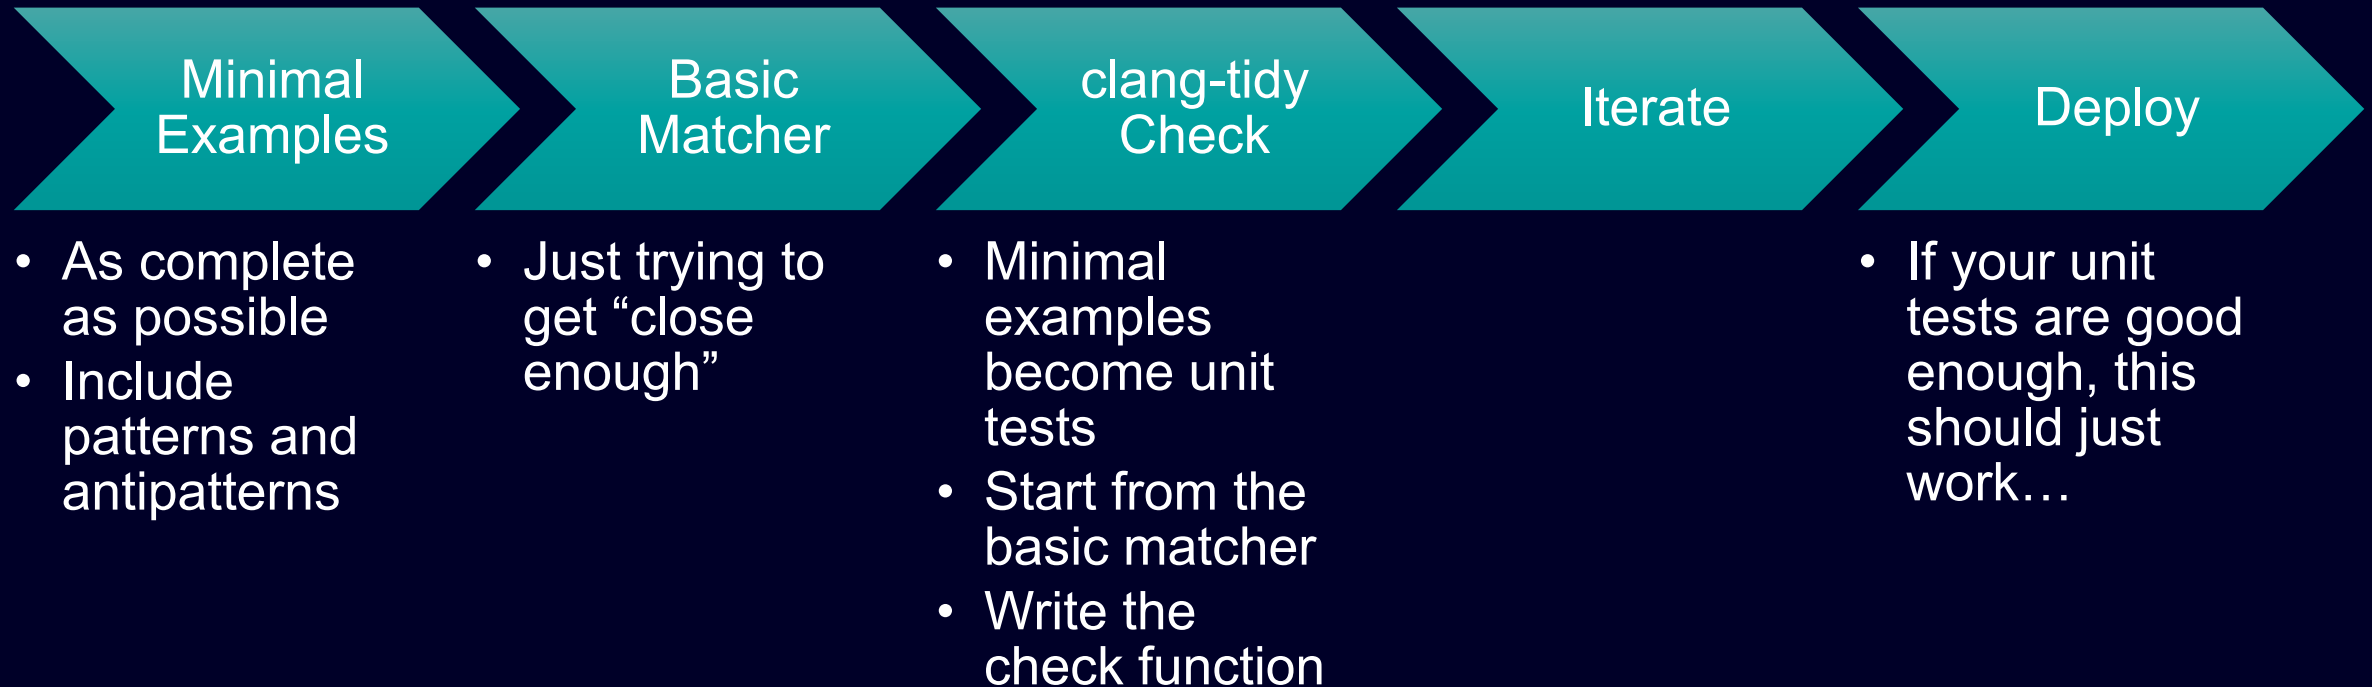 Minimal
Examples
• As complete
as possible
• Include
patterns and
antipatterns
Basic
Matcher
• Just trying to
get “close
enough”
clang-tidy
Check
• Minimal
examples
become unit
tests
• Start from the
basic matcher
• Write the
check function
Iterate
Deploy
• If your unit
tests are good
enough, this
should just
work…